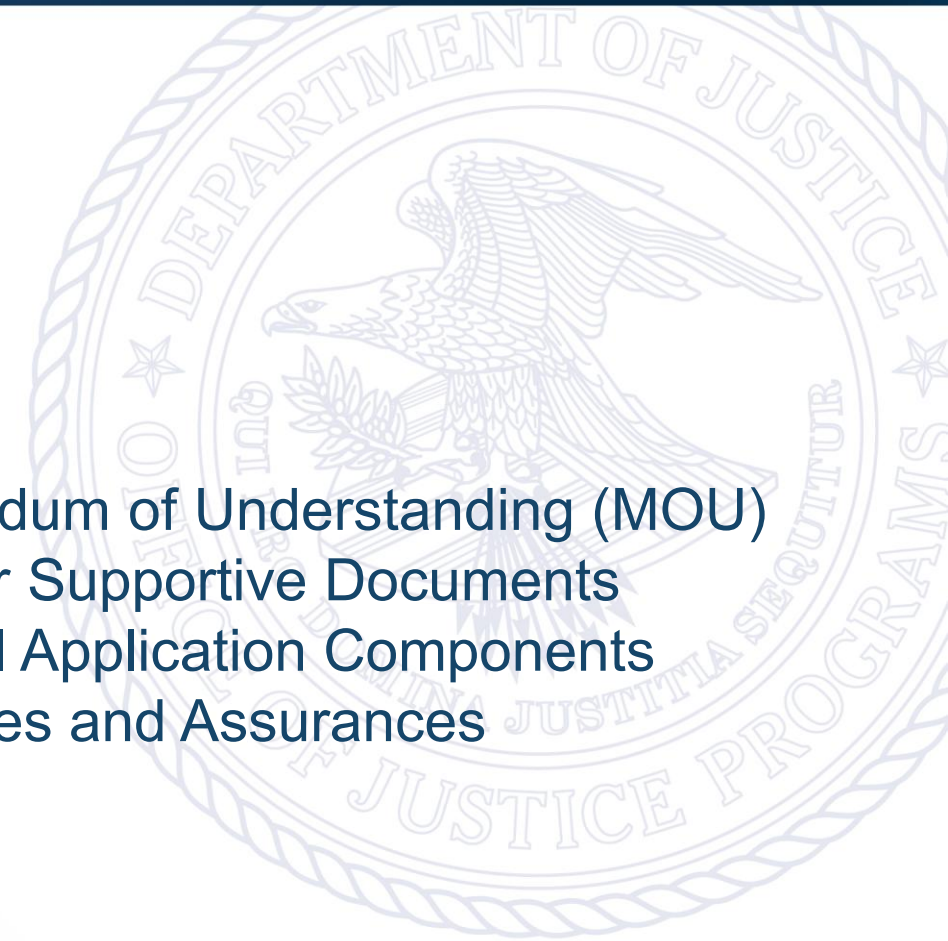 DEPARTMENT OF JUSTICE
OFFICE OF JUSTICE PROGRAMS
QUI PRO DOMINA JUSTITIA SEQUITUR
dum of Understanding (MOU)
r Supportive Documents
Application Components
es and Assurances